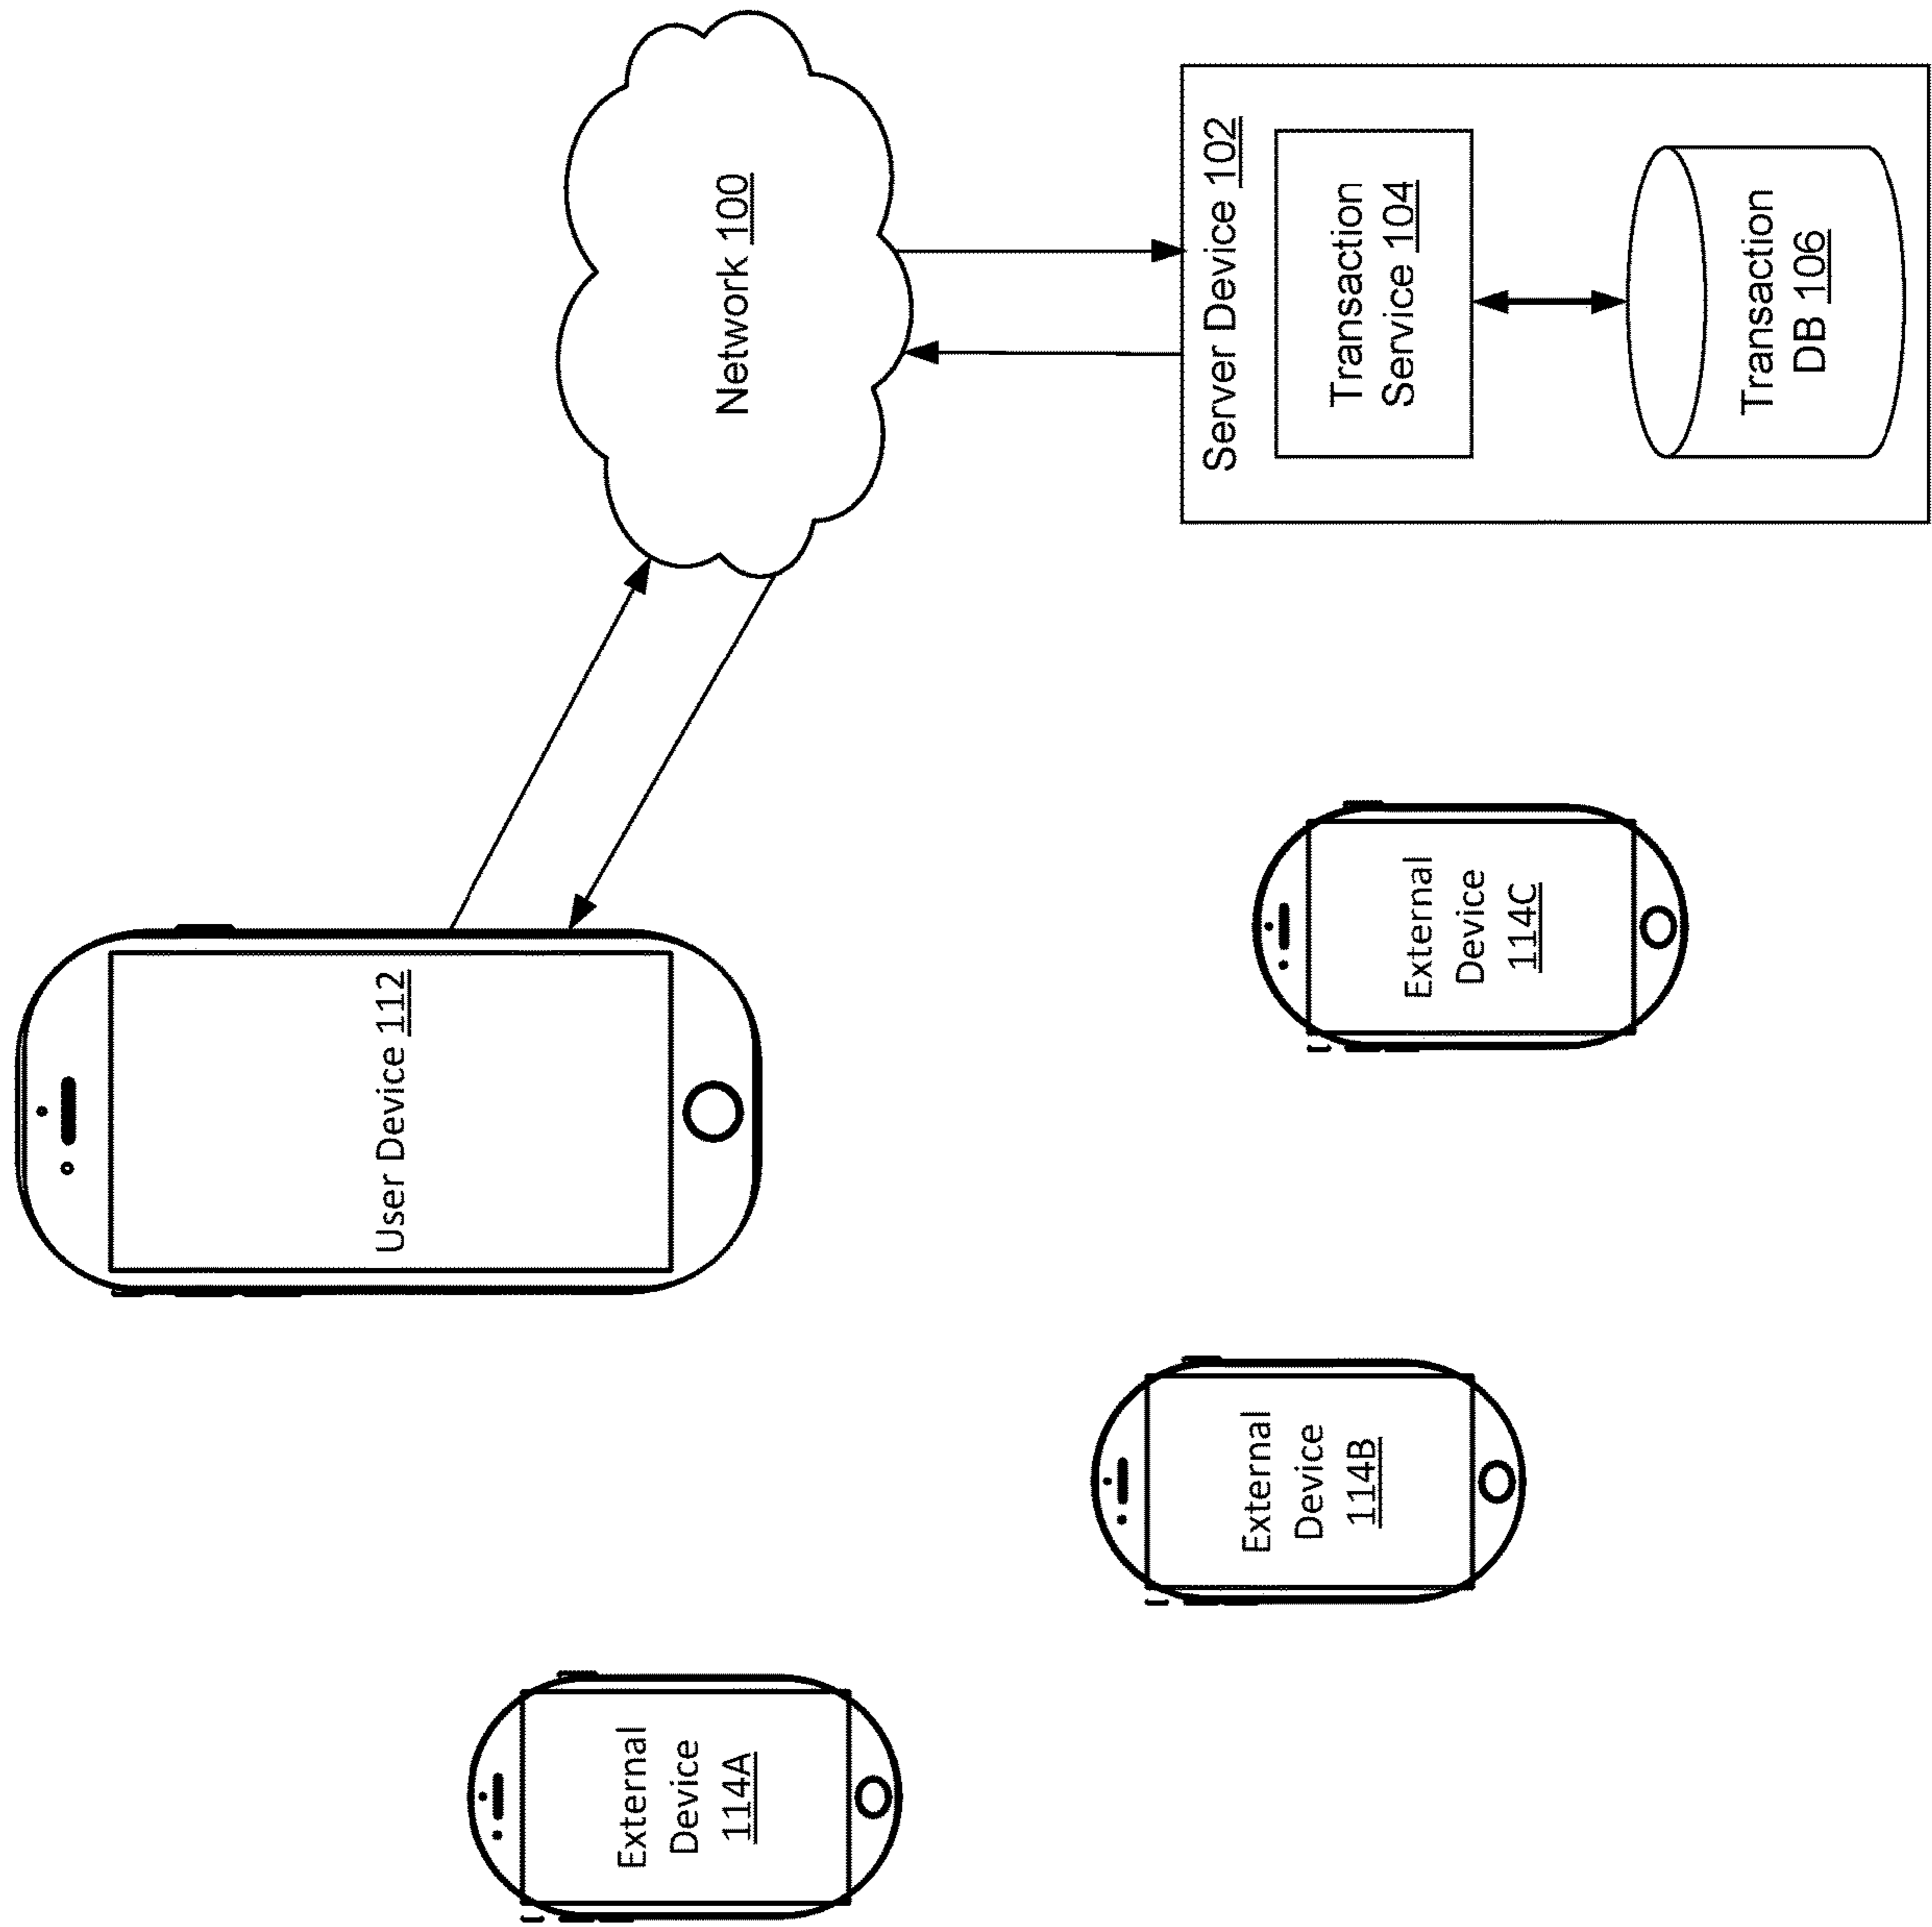 User Device 112
Network 100
Server Device 102
Transaction
Service 104
Transaction
DB 106
External
Device
114A
External
Device
114B
External
Device
114C